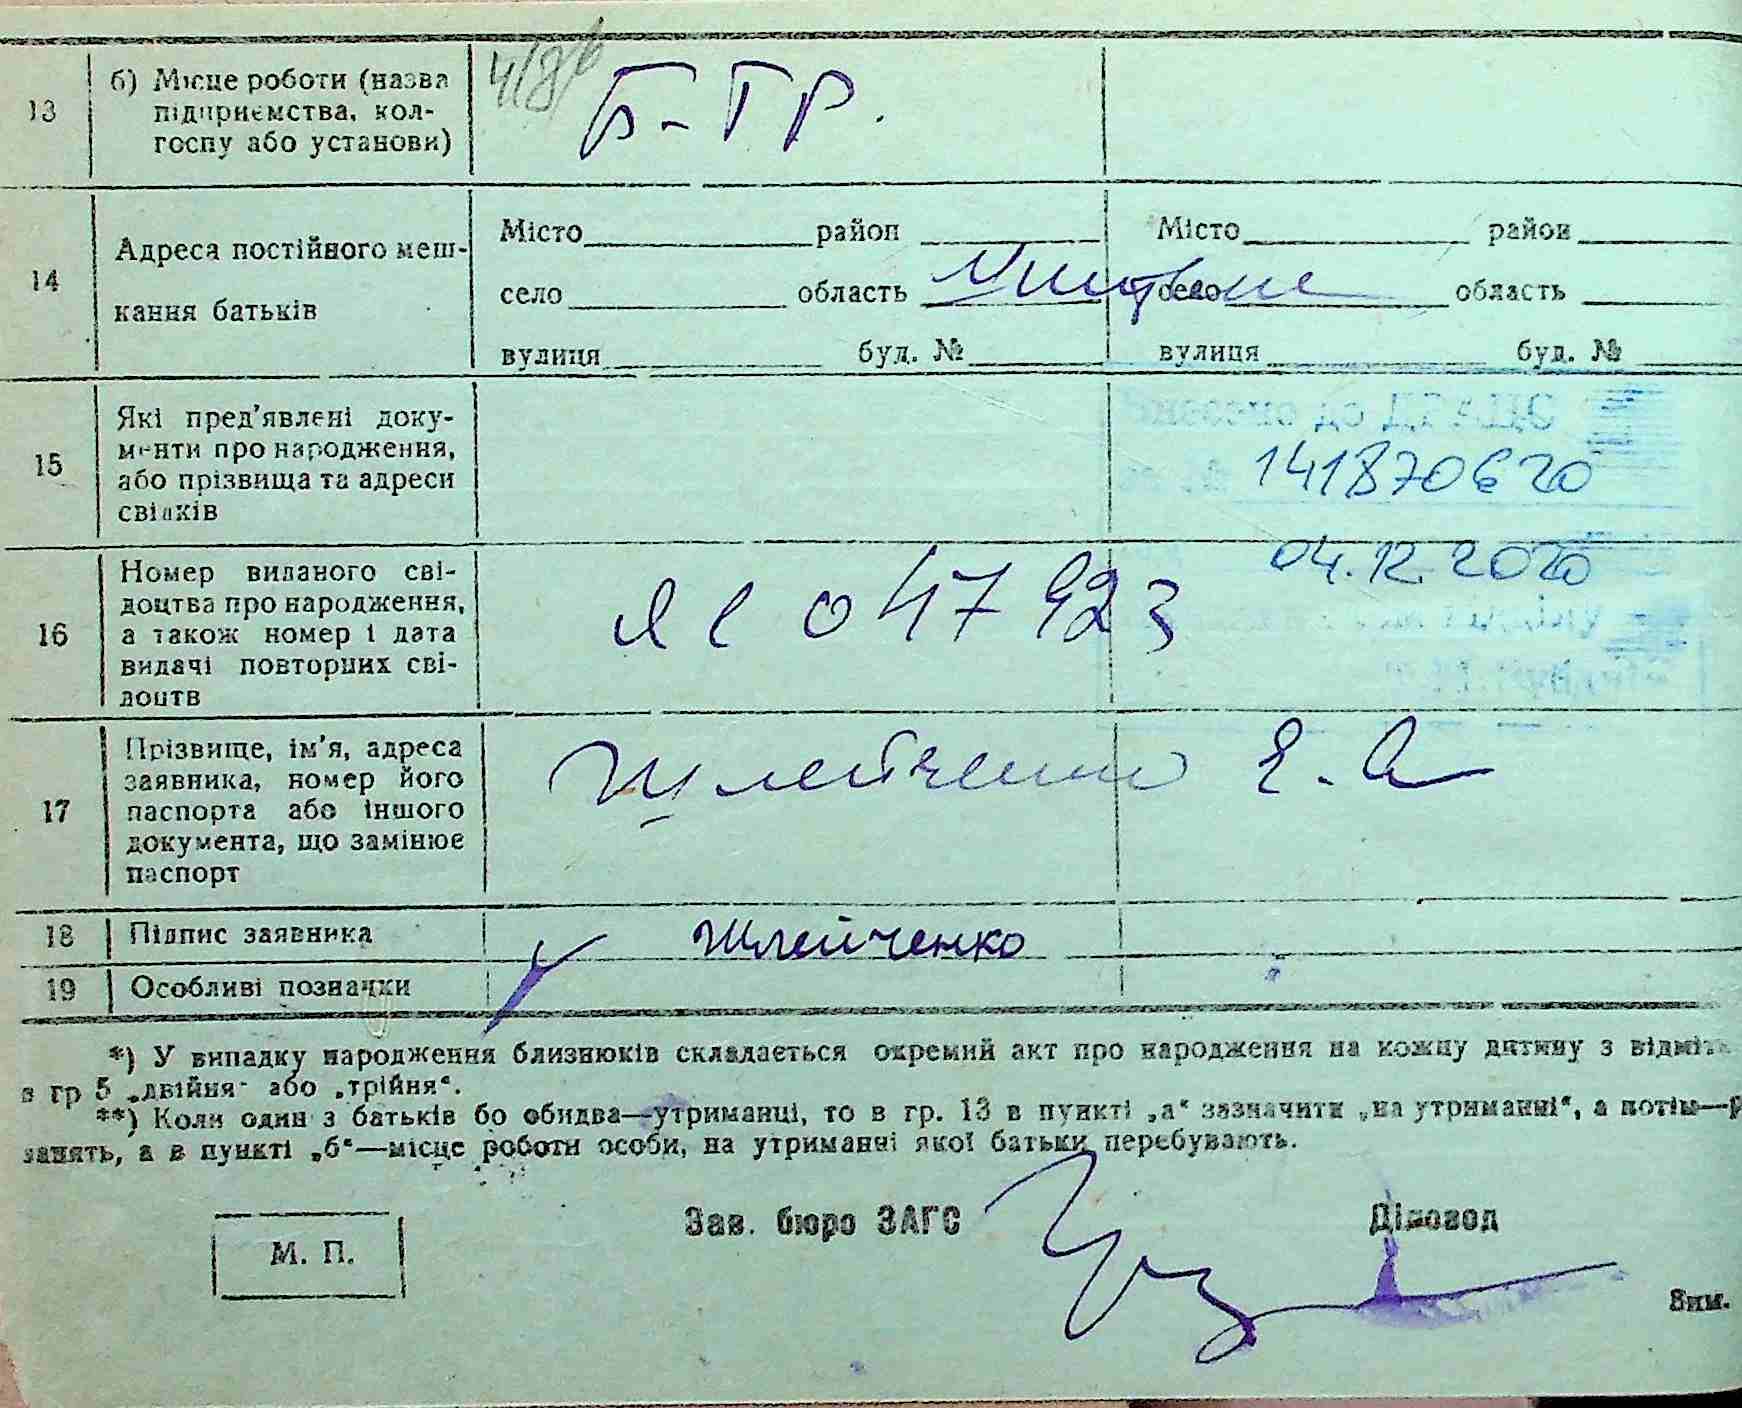 13 б) Місце роботи (назва
підприємства, кол-
госпу або установи)
Б-ТР.
14 Адреса постійного меш-
кання батьків
Місто район Місто район
село область село область
вулиця буд. № вулиця буд. №
15 Які пред’явлені доку-
менти про народження,
або прізвища та адреси
свідків
141870620
16 Номер виданого сві-
доцтва про народження,
а також номер і дата
видачі повторних сві-
доцтв
047423
04.12.2020
17 Прізвище, ім’я, адреса
заявника, номер його
паспорта або іншого
документа, що замінює
паспорт
18 Підпис заявника Шлейченко
19 Особливі позначки
*) У випадку народження близнюків складається окремий акт про народження на кожну дитину з відміт
в гр 5 „двійня“ або „трійня“.
**) Коли один з батьків бо обидва—утриманці, то в гр. 13 в пункті „а“ зазначити „на утриманні“, а потім—р
занять, а в пункті „б“—місце роботи особи, на утриманні якої батьки перебувають.
М. П.
Зав. бюро ЗАГС Діловод
Зим.